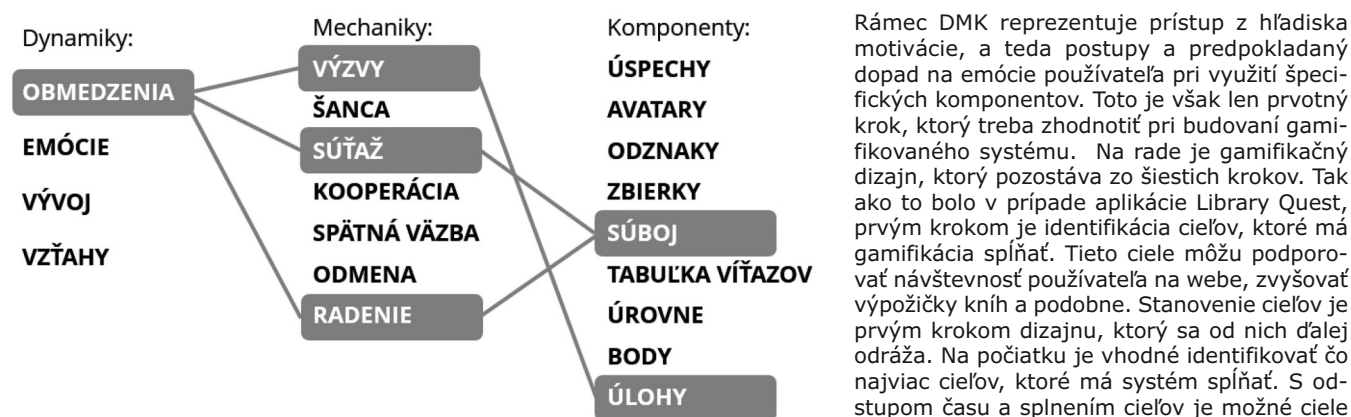 Dynamiky:
OBMEDZENIA
EMÓCIE
VÝVOJ
VZŤAHY
Mechaniky:
VÝZVY
ŠANCA
SÚŤAŽ
KOOPERÁCIA
SPÄTNÁ VÄZBA
ODMENA
RADENIE
Komponenty:
ÚSPECHY
AVATARY
ODZNAKY
ZBIERKY
SÚBOJ
TABUĽKA VÍŤAZOV
ÚROVNE
BODY
ÚLOHY
Rámec DMK reprezentuje prístup z hľadiska
motivácie, a teda postupy a predpokladaný
dopad na emócie používateľa pri využití špeci-
fických komponentov. Toto je však len prvotný
krok, ktorý treba zhodnotiť pri budovaní gami-
fikovaného systému. Na rade je gamifikačný
dizajn, ktorý pozostáva zo šiestich krokov. Tak
ako to bolo v prípade aplikácie Library Quest,
prvým krokom je identifikácia cieľov, ktoré má
gamifikácia spĺňať. Tieto ciele môžu podporo-
vať návštevnosť používateľa na webe, zvyšovať
výpožičky kníh a podobne. Stanovenie cieľov je
prvým krokom dizajnu, ktorý sa od nich ďalej
odráža. Na počiatku je vhodné identifikovať čo
najviac cieľov, ktoré má systém spĺňať. S od-
stupom času a splnením cieľov je možné ciele